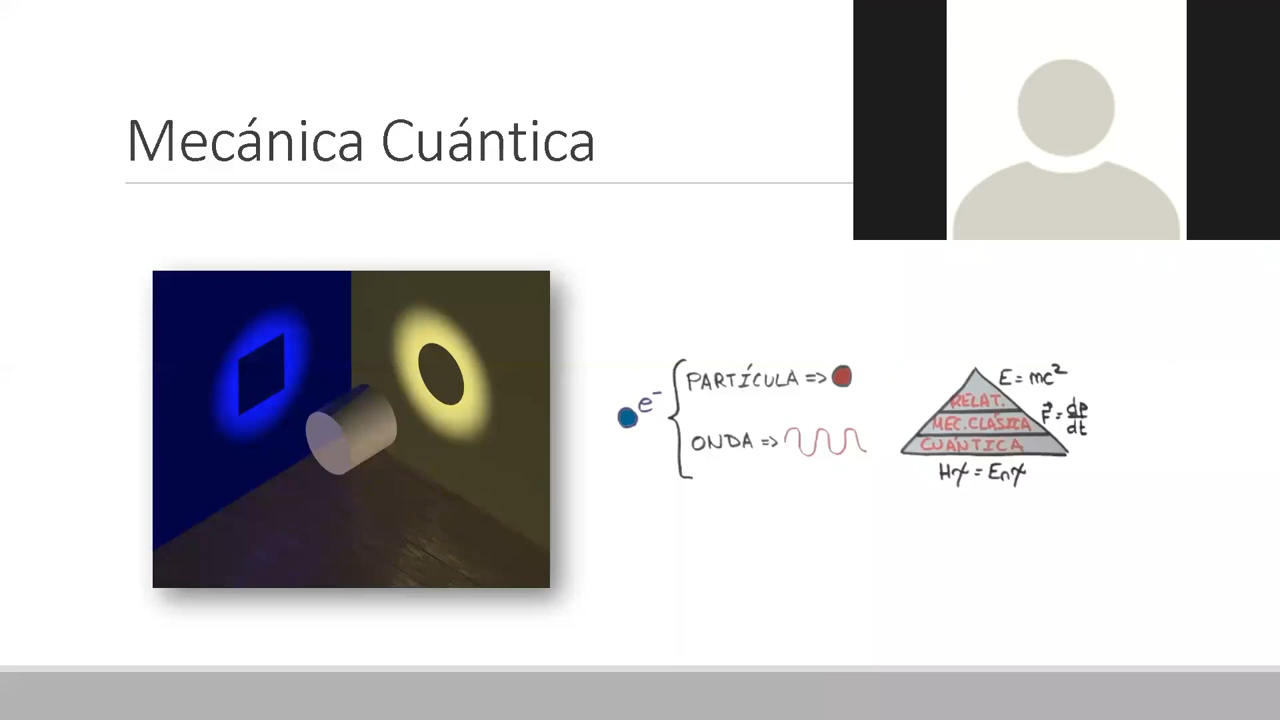 Mecánica Cuántica
e⁻
PARTÍCULA =>
ONDA =>
E = mc²
RELAT.
F = dp/dt
MEC. CLÁSICA
CUÁNTICA
Hψ = Enψ